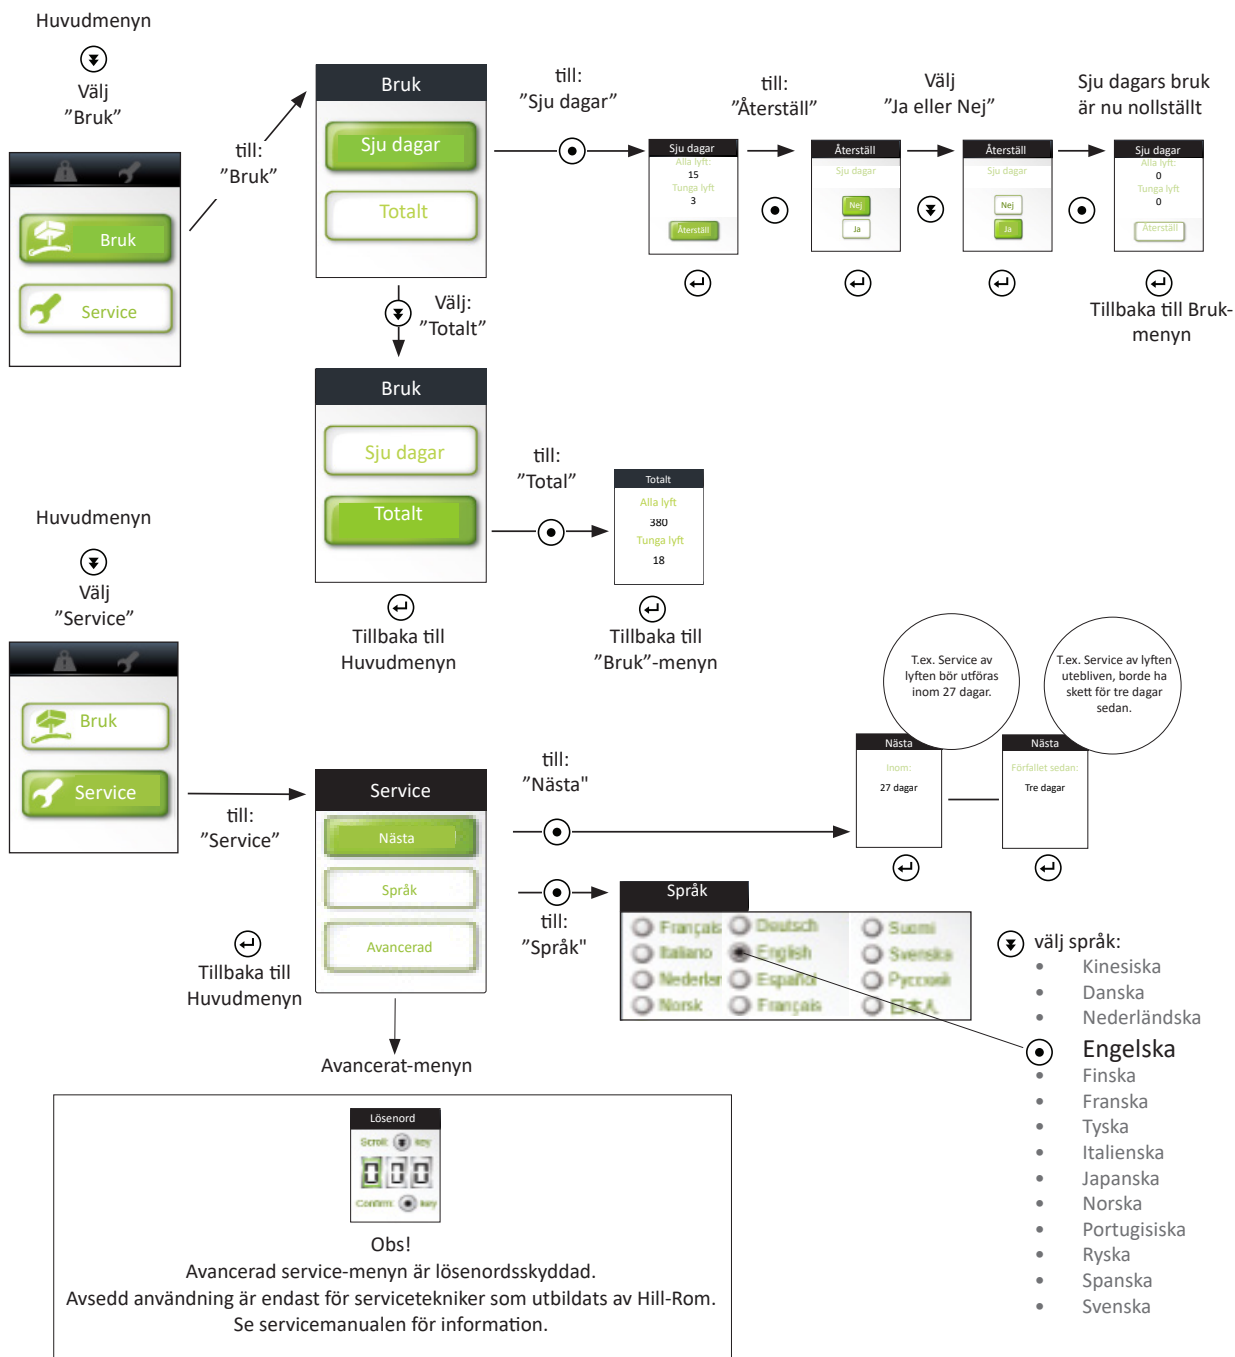 Huvudmenyn
Välj
”Bruk”
Bruk
Service
till:
”Bruk”
Bruk
Sju dagar
Totalt
till:
”Sju dagar”
Sju dagar
Alla lyft:
15
Tunga lyft
3
Återställ
till:
”Återställ”
Återställ
Sju dagar
Nej
Ja
Välj
”Ja eller Nej”
Återställ
Sju dagar
Nej
Ja
Sju dagars bruk
är nu nollställt
Sju dagar
Alla lyft:
0
Tunga lyft
0
Återställ
Tillbaka till Bruk-
menyn
Välj:
”Totalt”
Bruk
Sju dagar
Totalt
Tillbaka till
Huvudmenyn
till:
”Total”
Totalt
Alla lyft
380
Tunga lyft
18
Tillbaka till
”Bruk”-menyn
Huvudmenyn
Välj
”Service”
Bruk
Service
till:
”Service”
Service
Nästa
Språk
Avancerad
Tillbaka till
Huvudmenyn
till:
”Nästa"
T.ex. Service av
lyften bör utföras
inom 27 dagar.
Nästa
Inom:
27 dagar
T.ex. Service av lyften
utebliven, borde ha
skett för tre dagar
sedan.
Nästa
Förfallet sedan:
Tre dagar
till:
”Språk"
Språk
Français Deutsch Suomi
Italiano English Svenska
Nederlan Español Русский
Norsk Français 日本人
välj språk:
• Kinesiska
• Danska
• Nederländska
Engelska
• Finska
• Franska
• Tyska
• Italienska
• Japanska
• Norska
• Portugisiska
• Ryska
• Spanska
• Svenska
Avancerat-menyn
Lösenord
Scroll: key
000
Confirm: key
Obs!
Avancerad service-menyn är lösenordsskyddad.
Avsedd användning är endast för servicetekniker som utbildats av Hill-Rom.
Se servicemanualen för information.